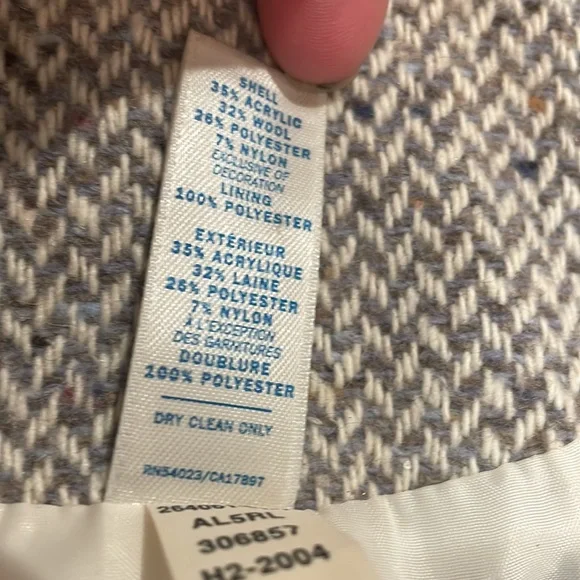 SHELL
35% ACRYLIC
32% WOOL
26% POLYESTER
7% NYLON
EXCLUSIVE OF
DECORATION
LINING
100% POLYESTER
EXTÉRIEUR
35% ACRYLIQUE
32% LAINE
26% POLYESTER
7% NYLON
À L'EXCEPTION
DES GARNITURES
DOUBLURE
100% POLYESTER
DRY CLEAN ONLY
RN54023/CA17897
AL5RL
306857
H2-2004